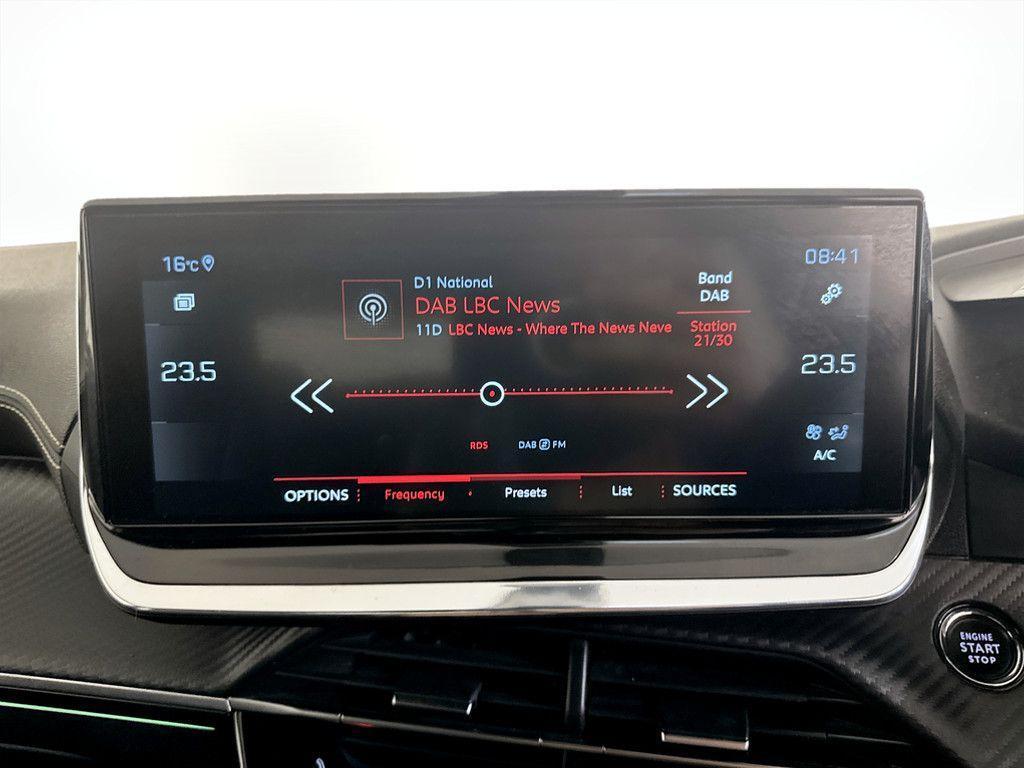 16°C
08:41
D1 National
DAB LBC News
11D LBC News - Where The News Neve
Band
DAB
Station
21/30
23.5
23.5
RDS
DAB FM
A/C
OPTIONS Frequency Presets List SOURCES
ENGINE
START
STOP